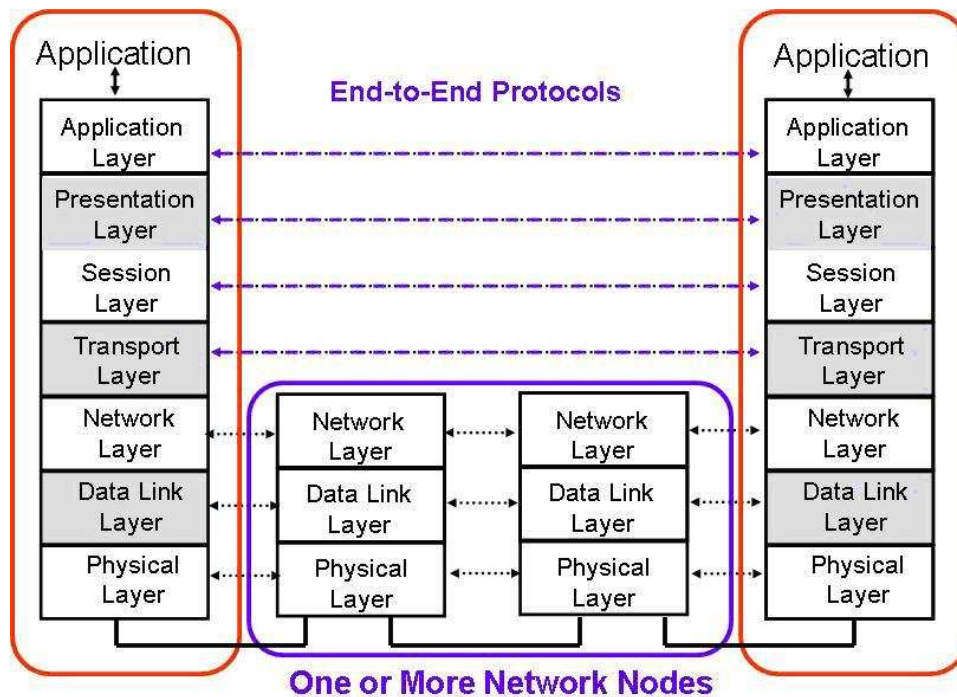 Application
Application
End-to-End Protocols
Application
Layer
Presentation
Layer
Session
Layer
Transport
Layer
Network
Layer
Data Link
Layer
Physical
Layer
Network
Layer
Data Link
Layer
Physical
Layer
Network
Layer
Data Link
Layer
Physical
Layer
Application
Layer
Presentation
Layer
Session
Layer
Transport
Layer
Network
Layer
Data Link
Layer
Physical
Layer
One or More Network Nodes